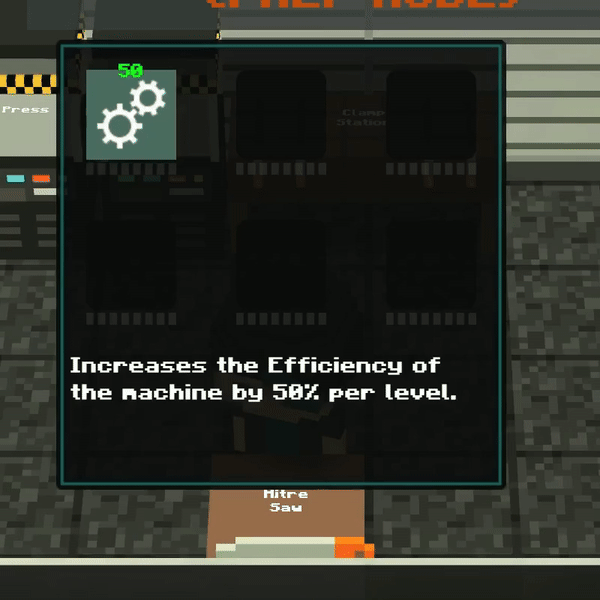 50
Press
Clamp
Station
Increases the Efficiency of
the machine by 50% per level.
Mitre
Saw